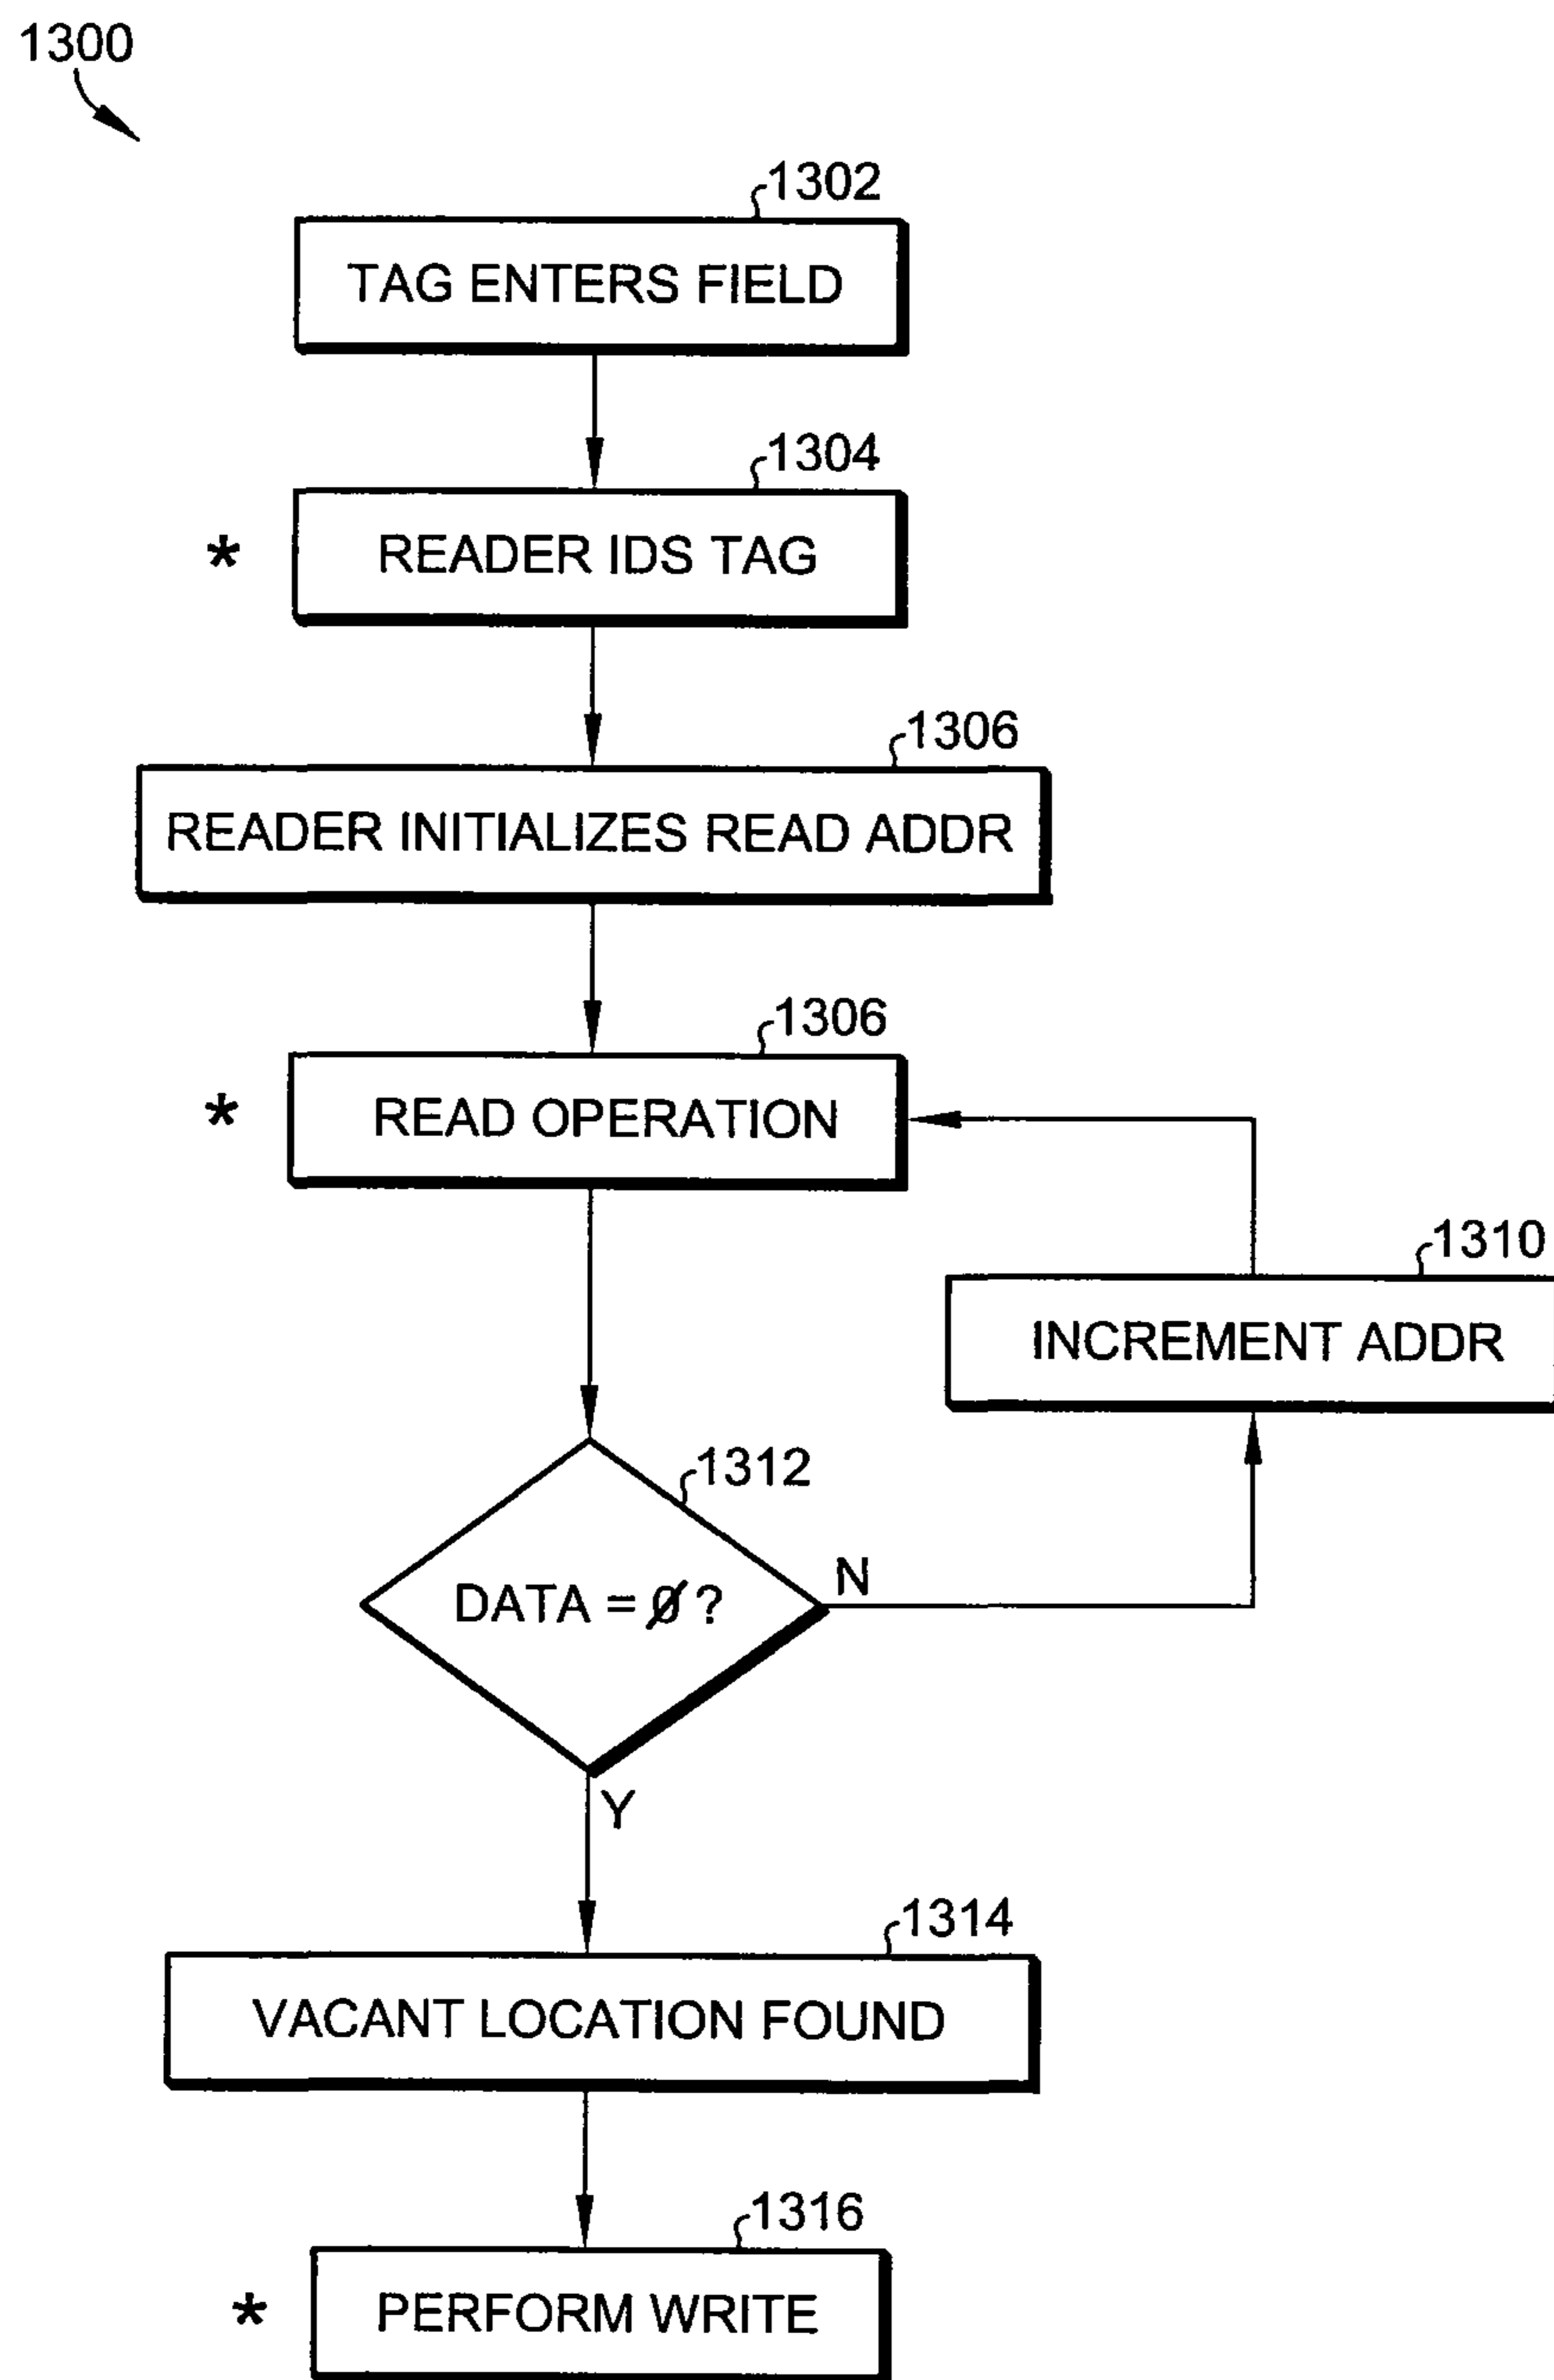 1300
1302
TAG ENTERS FIELD
1304
* READER IDS TAG
1306
READER INITIALIZES READ ADDR
1306
* READ OPERATION
1310
INCREMENT ADDR
1312
DATA = Ø ?
N
Y
1314
VACANT LOCATION FOUND
1316
* PERFORM WRITE